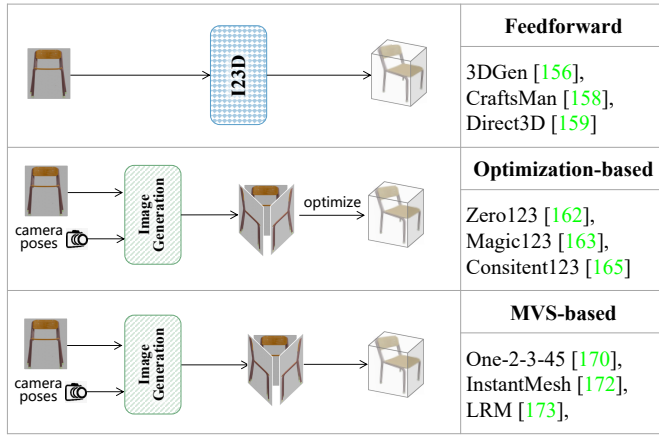 I23D
Feedforward
3DGen [156],
CraftsMan [158],
Direct3D [159]
camera
poses
Image
Generation
optimize
Optimization-based
Zero123 [162],
Magic123 [163],
Consitent123 [165]
camera
poses
Image
Generation
MVS-based
One-2-3-45 [170],
InstantMesh [172],
LRM [173],